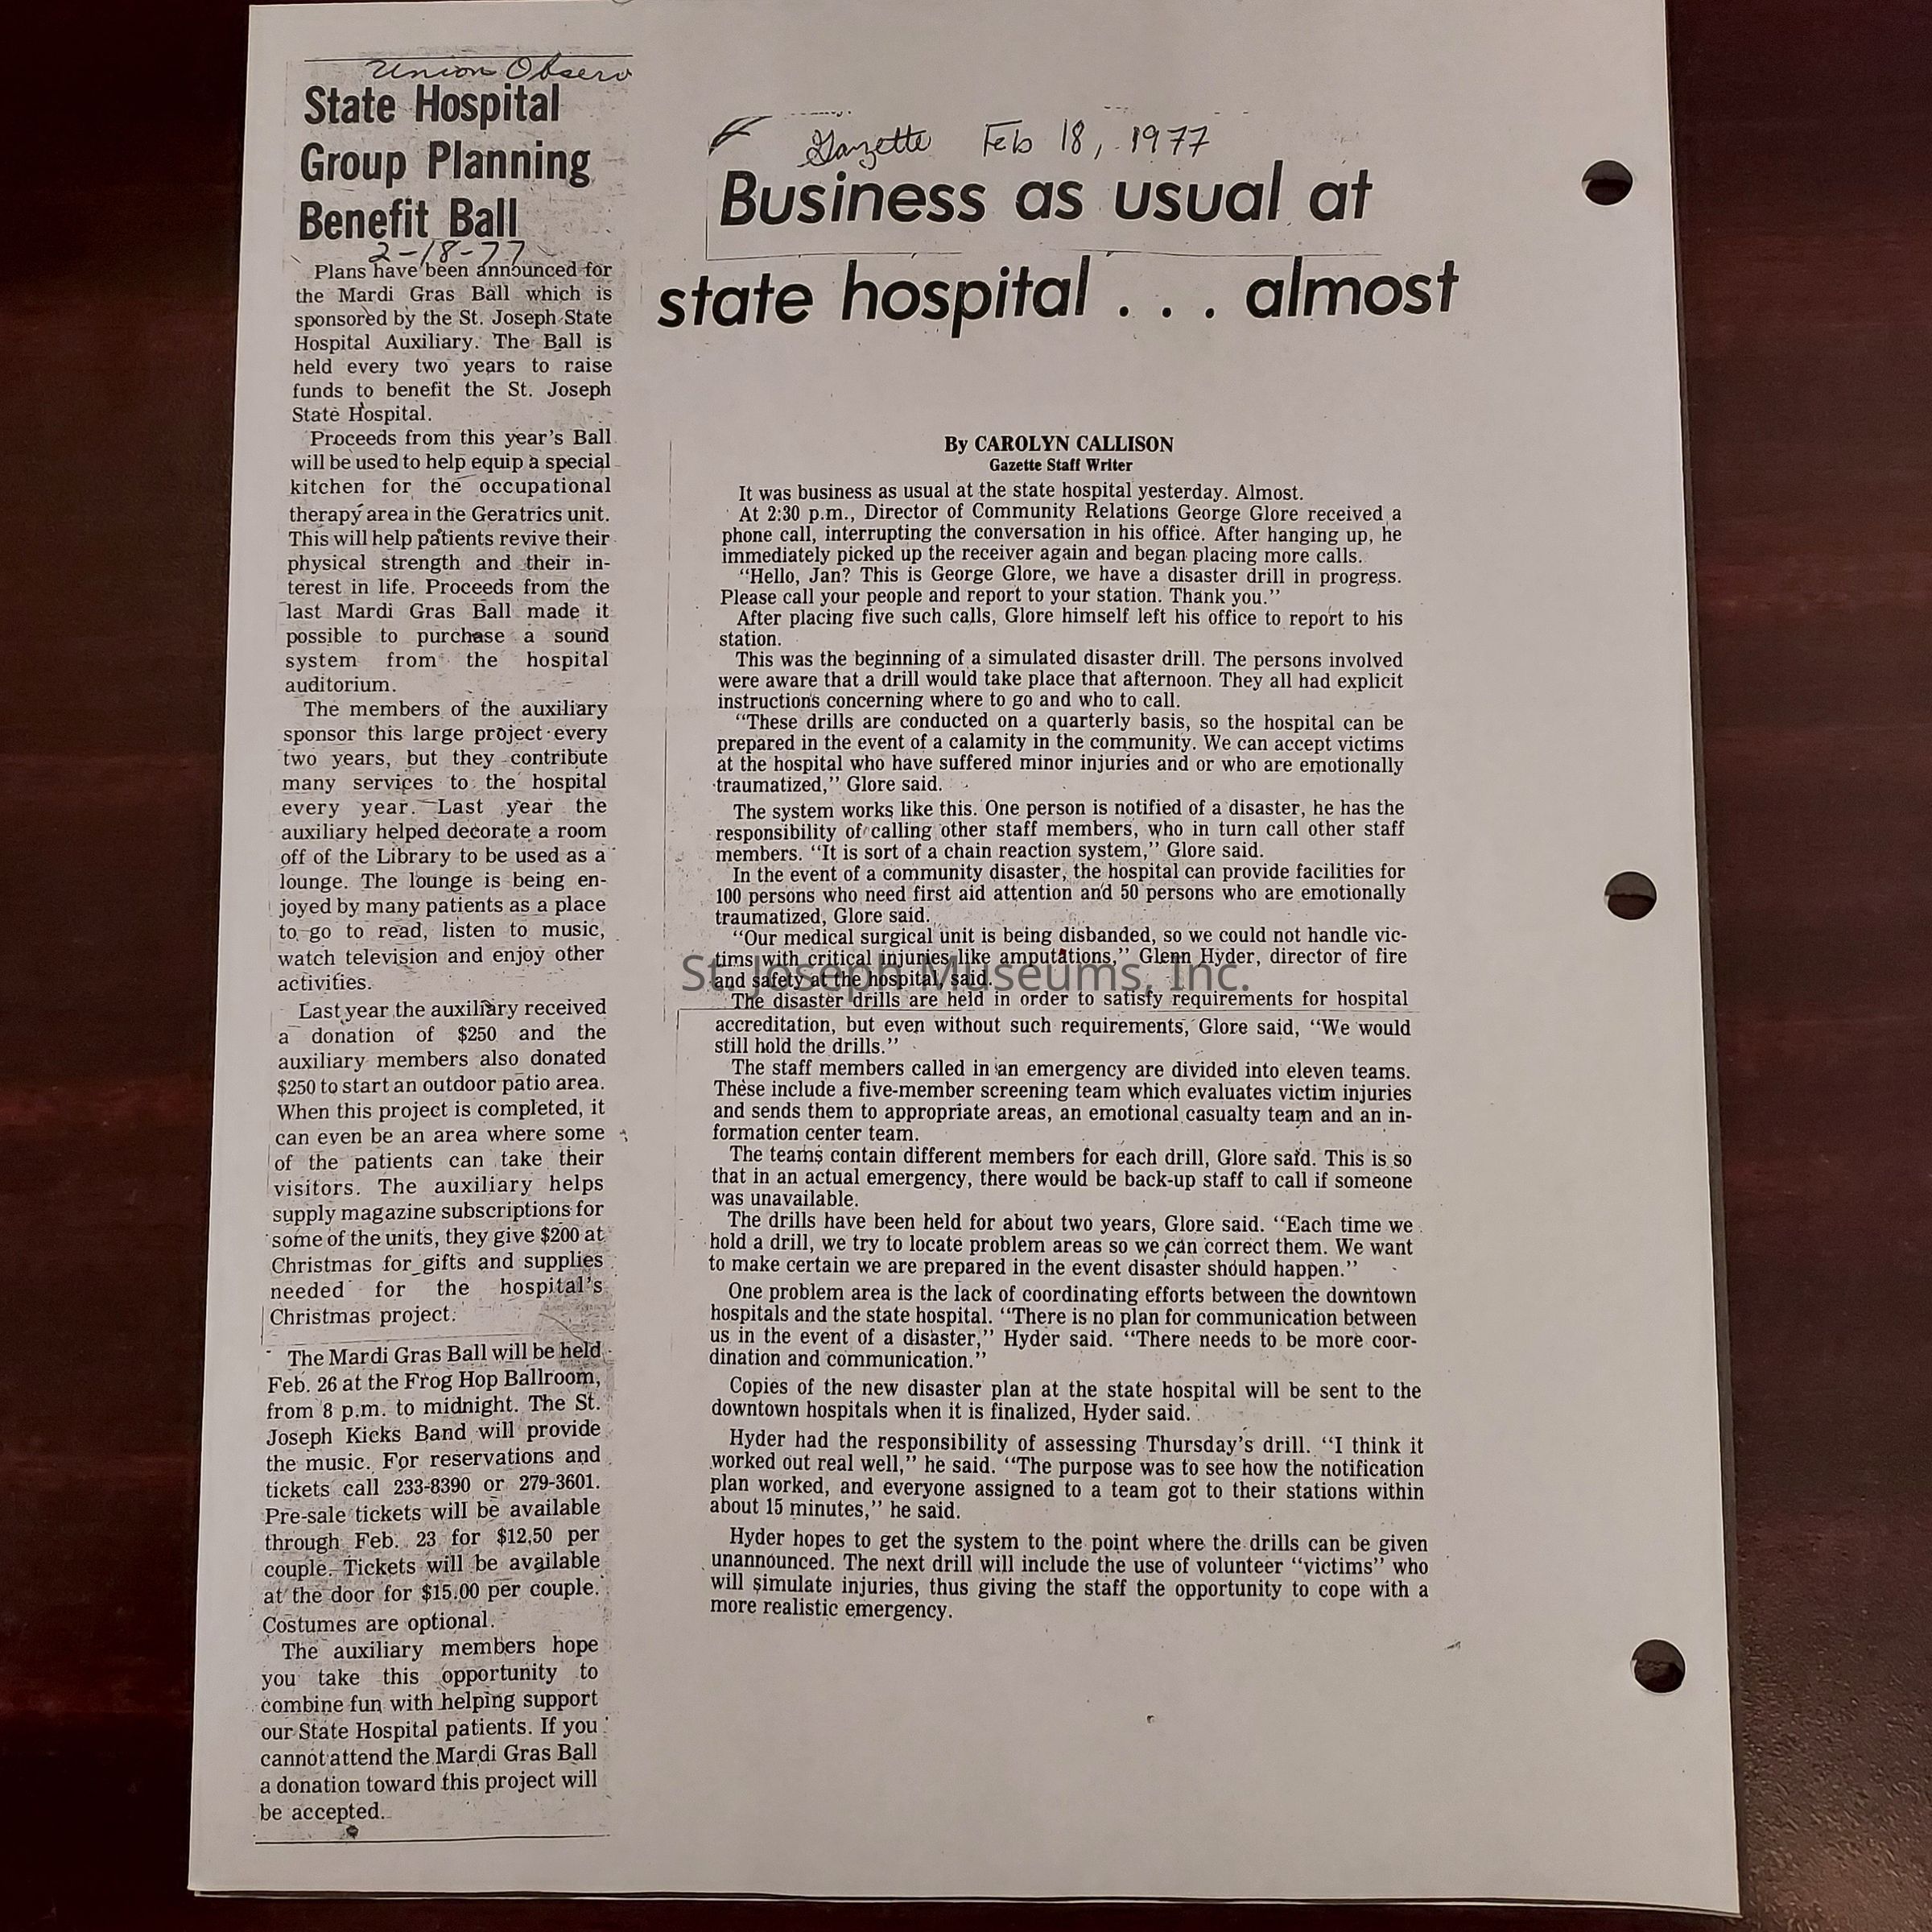 Union Observ
State Hospital
Group Planning
Benefit Ball
2-18-77
Plans have been announced for
the Mardi Gras Ball which is
sponsored by the St. Joseph State
Hospital Auxiliary. The Ball is
held every two years to raise
funds to benefit the St. Joseph
State Hospital.
Proceeds from this year's Ball
will be used to help equip a special
kitchen for the occupational
therapy area in the Geratrics unit.
This will help patients revive their
physical strength and their in-
terest in life. Proceeds from the
last Mardi Gras Ball made it
possible to purchase a sound
system from the hospital
auditorium.
The members of the auxiliary
sponsor this large project every
two years, but they contribute
many services to the hospital
every year. Last year the
auxiliary helped decorate a room
off of the Library to be used as a
lounge. The lounge is being en-
joyed by many patients as a place
to go to read, listen to music,
watch television and enjoy other
activities.
Last year the auxiliary received
a donation of $250 and the
auxiliary members also donated
$250 to start an outdoor patio area.
When this project is completed, it
can even be an area where some
of the patients can take their
visitors. The auxiliary helps
supply magazine subscriptions for
some of the units, they give $200 at
Christmas for gifts and supplies
needed for the hospital's
Christmas project.
The Mardi Gras Ball will be held
Feb. 26 at the Frog Hop Ballroom,
from 8 p.m. to midnight. The St.
Joseph Kicks Band will provide
the music. For reservations and
tickets call 233-8390 or 279-3601.
Pre-sale tickets will be available
through Feb. 23 for $12.50 per
couple. Tickets will be available
at the door for $15.00 per couple.
Costumes are optional.
The auxiliary members hope
you take this opportunity to
combine fun with helping support
our State Hospital patients. If you
cannot attend the Mardi Gras Ball
a donation toward this project will
be accepted.
Gazette Feb 18, 1977
Business as usual at
state hospital . . . almost
By CAROLYN CALLISON
Gazette Staff Writer
It was business as usual at the state hospital yesterday. Almost.
At 2:30 p.m., Director of Community Relations George Glore received a
phone call, interrupting the conversation in his office. After hanging up, he
immediately picked up the receiver again and began placing more calls.
"Hello, Jan? This is George Glore, we have a disaster drill in progress.
Please call your people and report to your station. Thank you."
After placing five such calls, Glore himself left his office to report to his
station.
This was the beginning of a simulated disaster drill. The persons involved
were aware that a drill would take place that afternoon. They all had explicit
instructions concerning where to go and who to call.
"These drills are conducted on a quarterly basis, so the hospital can be
prepared in the event of a calamity in the community. We can accept victims
at the hospital who have suffered minor injuries and or who are emotionally
traumatized," Glore said.
The system works like this. One person is notified of a disaster, he has the
responsibility of calling other staff members, who in turn call other staff
members. "It is sort of a chain reaction system," Glore said.
In the event of a community disaster, the hospital can provide facilities for
100 persons who need first aid attention and 50 persons who are emotionally
traumatized, Glore said.
"Our medical surgical unit is being disbanded, so we could not handle vic-
tims with critical injuries like amputations," Glenn Hyder, director of fire
and safety at the hospital, said.
St. Joseph Museums, Inc.
The disaster drills are held in order to satisfy requirements for hospital
accreditation, but even without such requirements, Glore said, "We would
still hold the drills."
The staff members called in an emergency are divided into eleven teams.
These include a five-member screening team which evaluates victim injuries
and sends them to appropriate areas, an emotional casualty team and an in-
formation center team.
The teams contain different members for each drill, Glore said. This is so
that in an actual emergency, there would be back-up staff to call if someone
was unavailable.
The drills have been held for about two years, Glore said. "Each time we
hold a drill, we try to locate problem areas so we can correct them. We want
to make certain we are prepared in the event disaster should happen."
One problem area is the lack of coordinating efforts between the downtown
hospitals and the state hospital. "There is no plan for communication between
us in the event of a disaster," Hyder said. "There needs to be more coor-
dination and communication."
Copies of the new disaster plan at the state hospital will be sent to the
downtown hospitals when it is finalized, Hyder said.
Hyder had the responsibility of assessing Thursday's drill. "I think it
worked out real well," he said. "The purpose was to see how the notification
plan worked, and everyone assigned to a team got to their stations within
about 15 minutes," he said.
Hyder hopes to get the system to the point where the drills can be given
unannounced. The next drill will include the use of volunteer "victims" who
will simulate injuries, thus giving the staff the opportunity to cope with a
more realistic emergency.